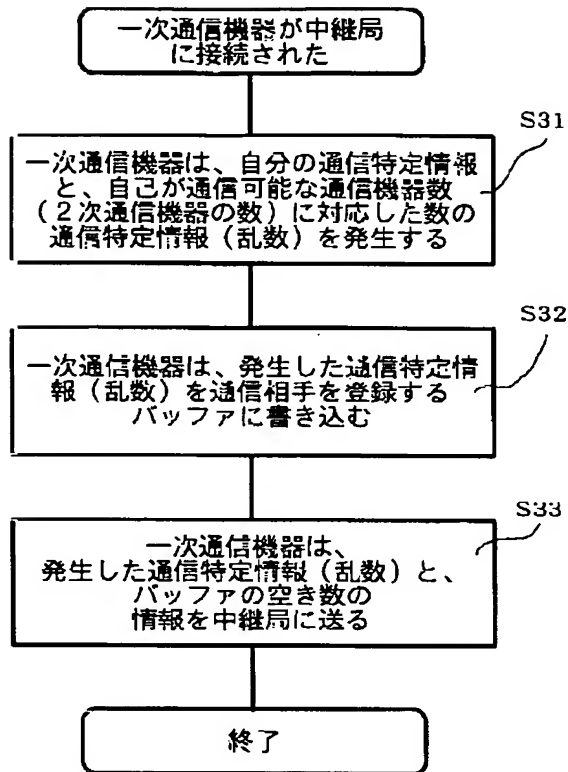 一次通信機器が中継局
に接続された
S31
一次通信機器は、自分の通信特定情報
と、自己が通信可能な通信機器数
（２次通信機器の数）に対応した数の
通信特定情報（乱数）を発生する
S32
一次通信機器は、発生した通信特定情
報（乱数）を通信相手を登録する
バッファに書き込む
S33
一次通信機器は、
発生した通信特定情報（乱数）と、
バッファの空き数の
情報を中継局に送る
終了